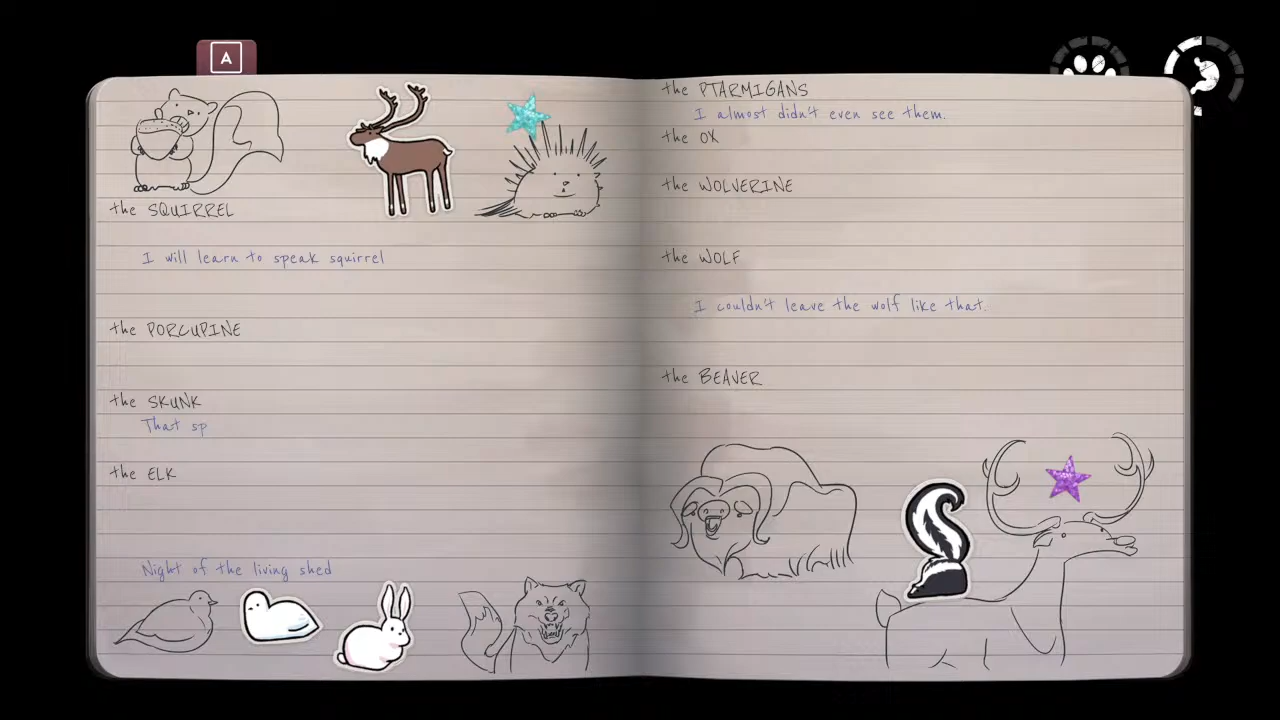 A
the SQUIRREL
I will learn to speak squirrel
the PORCUPINE
the SKUNK
That sp
the ELK
Night of the living shed
the PTARMIGANS
I almost didn't even see them.
the OX
the WOLVERINE
the WOLF
I couldn't leave the wolf like that.
the BEAVER
?